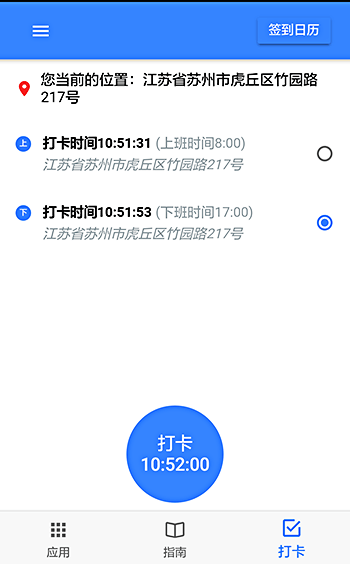 签到日历
您当前的位置：江苏省苏州市虎丘区竹园路
217号
上 打卡时间10:51:31 (上班时间8:00)
江苏省苏州市虎丘区竹园路217号
下 打卡时间10:51:53 (下班时间17:00)
江苏省苏州市虎丘区竹园路217号
打卡
10:52:00
应用 指南 打卡